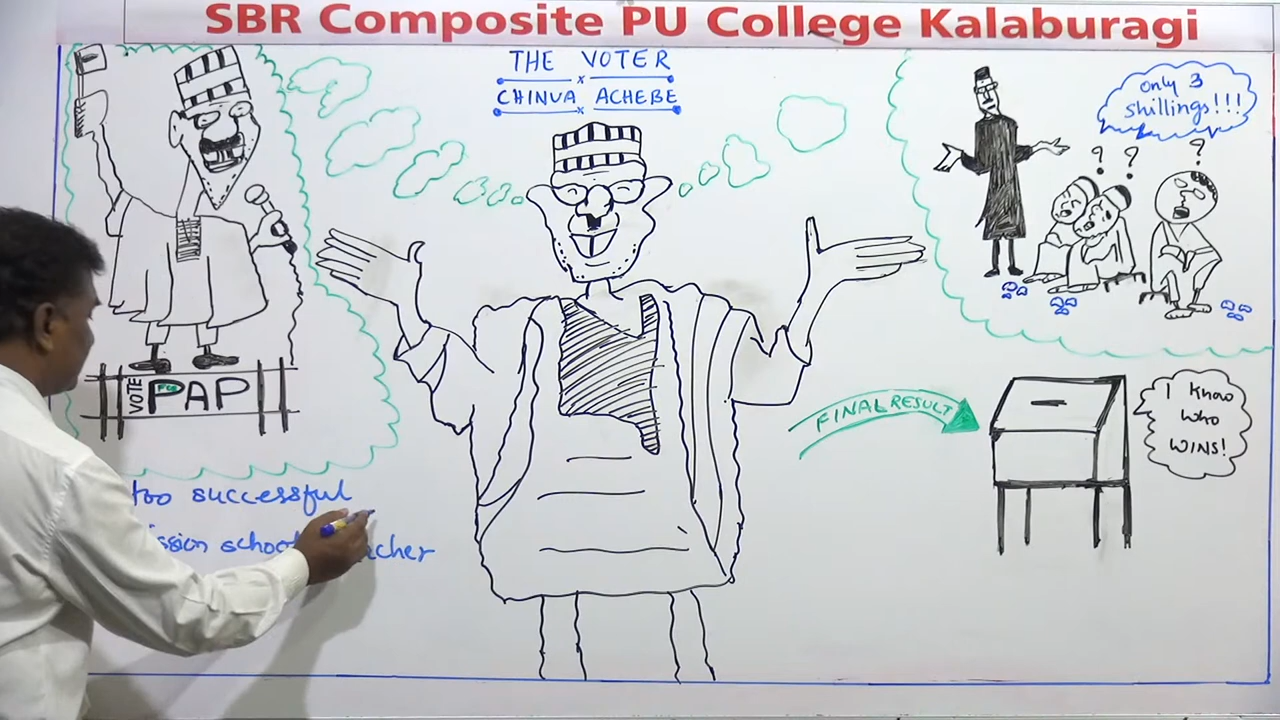 SBR Composite PU College Kalaburagi
THE VOTER
CHINUA ACHEBE
only 3
shillings!!!
? ? ?
VOTE PAP
FINAL RESULT
I know
who
WINS!
too successful
school